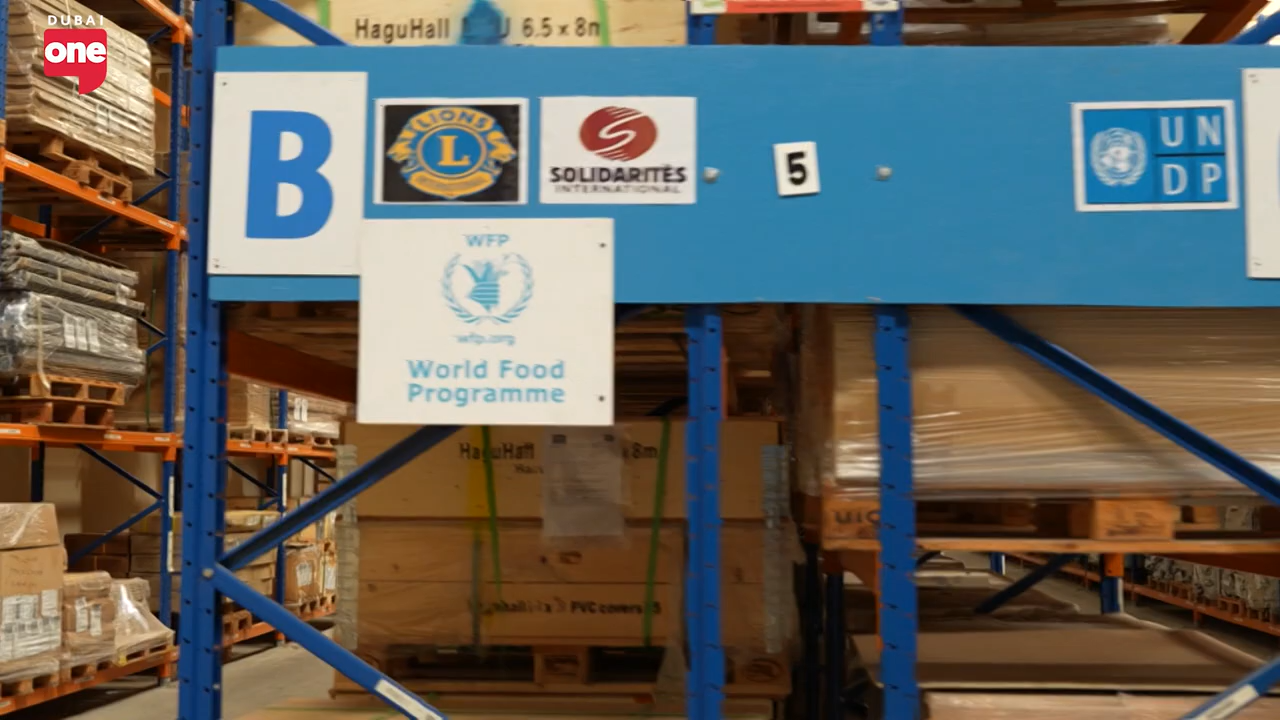 DUBAI
one
HaguHall
U 6.5 x 8m
B
LIONS
L
SOLIDARITÉS
INTERNATIONAL
5
UN
DP
WFP
wfp.org
World Food
Programme
HaguHall
x 8m
PVC covers